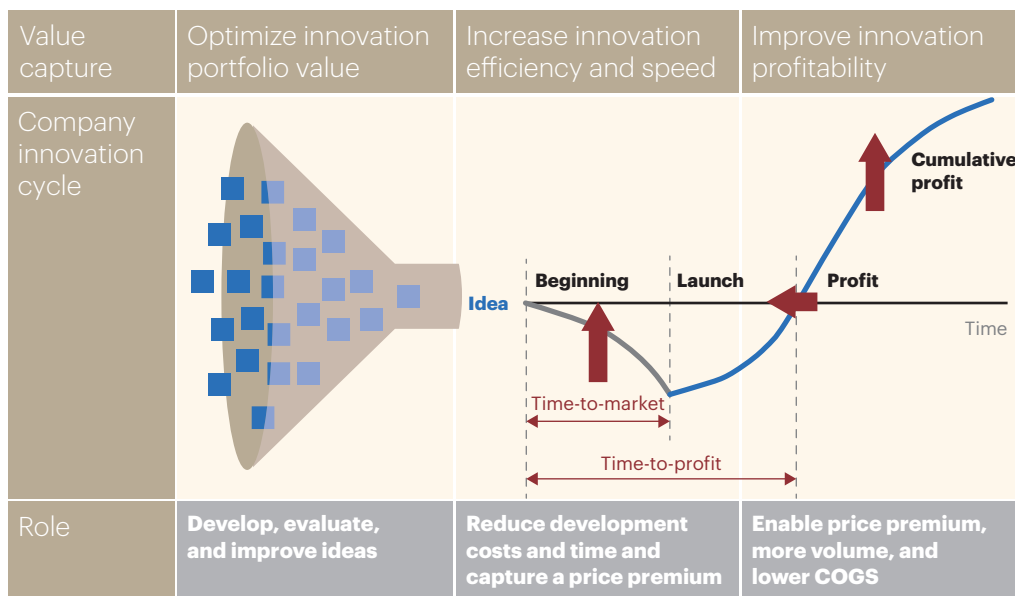 Value
capture
Optimize innovation
portfolio value
Increase innovation
efficiency and speed
Improve innovation
profitability
Company
innovation
cycle
Cumulative
profit
Beginning
Launch
Profit
Idea
Time
Time-to-market
Time-to-profit
Role
Develop, evaluate,
and improve ideas
Reduce development
costs and time and
capture a price premium
Enable price premium,
more volume, and
lower COGS